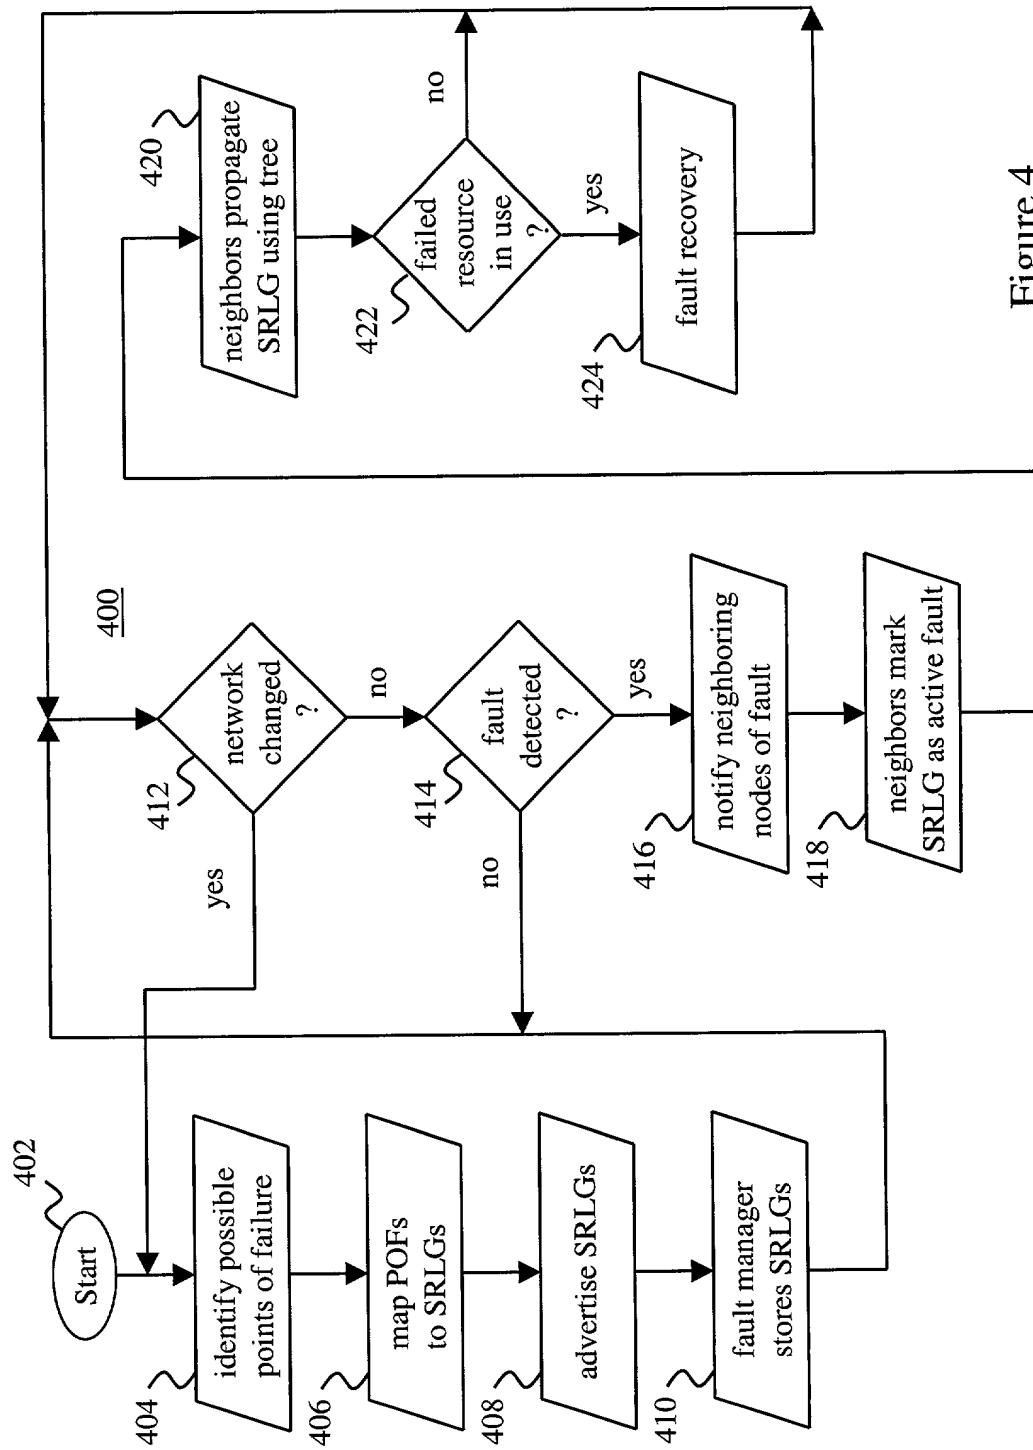 400
402
Start
404
identify possible
points of failure
406
map POFs
to SRLGs
408
advertise SRLGs
410
fault manager
stores SRLGs
412
network
changed
?
yes
no
414
fault
detected
?
no
yes
416
notify neighboring
nodes of fault
418
neighbors mark
SRLG as active fault
420
neighbors propagate
SRLG using tree
422
failed
resource
in use
?
no
yes
424
fault recovery
Figure 4